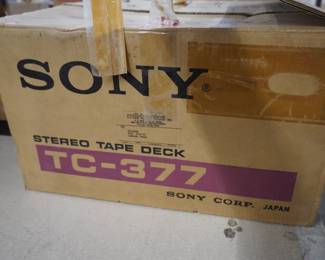 SONY®
STEREO TAPE DECK
TC-377
SONY CORP. JAPAN